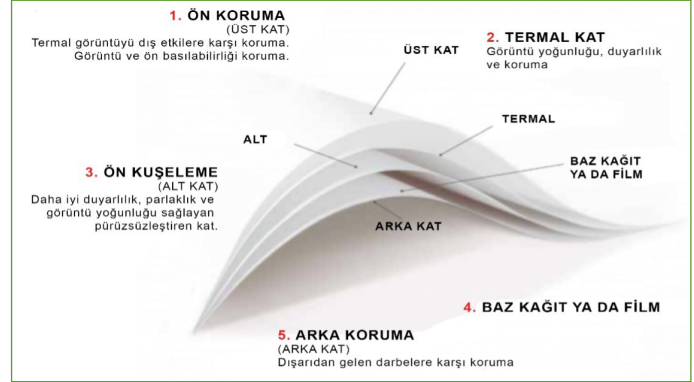 1. ÖN KORUMA
(ÜST KAT)
Termal görüntüyü dış etkilere karşı koruma.
Görüntü ve ön basılabilirliği koruma.
ÜST KAT
2. TERMAL KAT
Görüntü yoğunluğu, duyarlılık
ve koruma
TERMAL
ALT
BAZ KAĞIT
YA DA FİLM
3. ÖN KUŞELEME
(ALT KAT)
Daha iyi duyarlılık, parlaklık ve
görüntü yoğunluğu sağlayan
pürüzsüzleştiren kat.
ARKA KAT
4. BAZ KAĞIT YA DA FİLM
5. ARKA KORUMA
(ARKA KAT)
Dışarıdan gelen darbelere karşı koruma